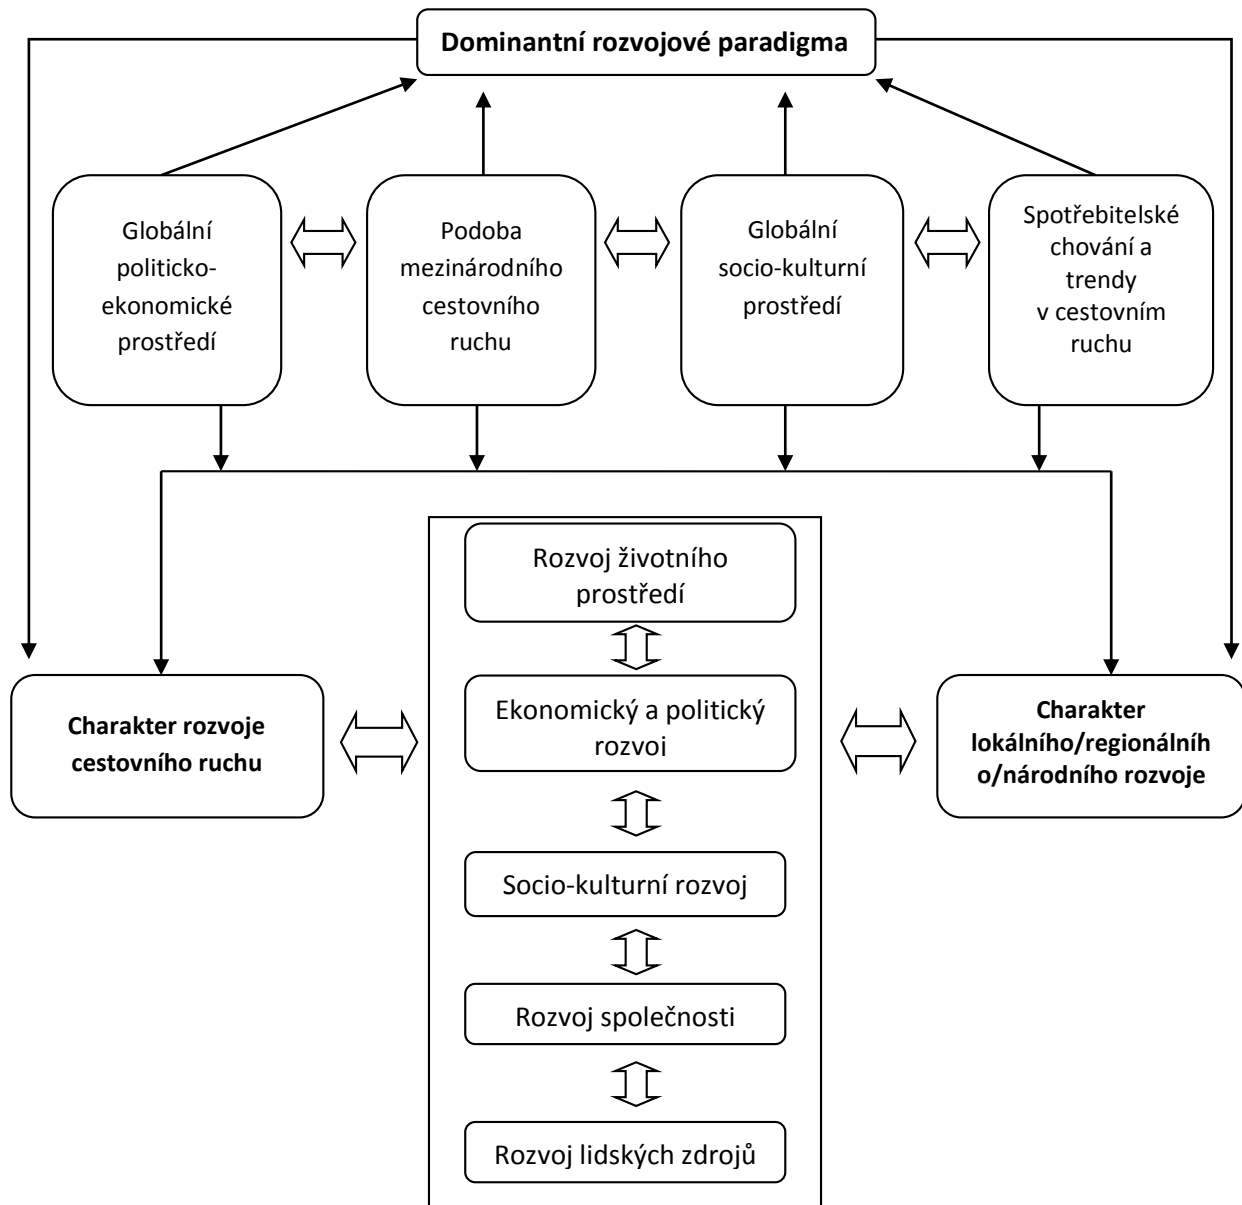 Dominantní rozvojové paradigma
Globální
politicko-
ekonomické
prostředí
Podoba
mezinárodního
cestovního
ruchu
Globální
socio-kulturní
prostředí
Spotřebitelské
chování a
trendy
v cestovním
ruchu
Rozvoj životního
prostředí
Ekonomický a politický
rozvoi
Socio-kulturní rozvoj
Rozvoj společnosti
Rozvoj lidských zdrojů
Charakter rozvoje
cestovního ruchu
Charakter
lokálního/regionálníh
o/národního rozvoje